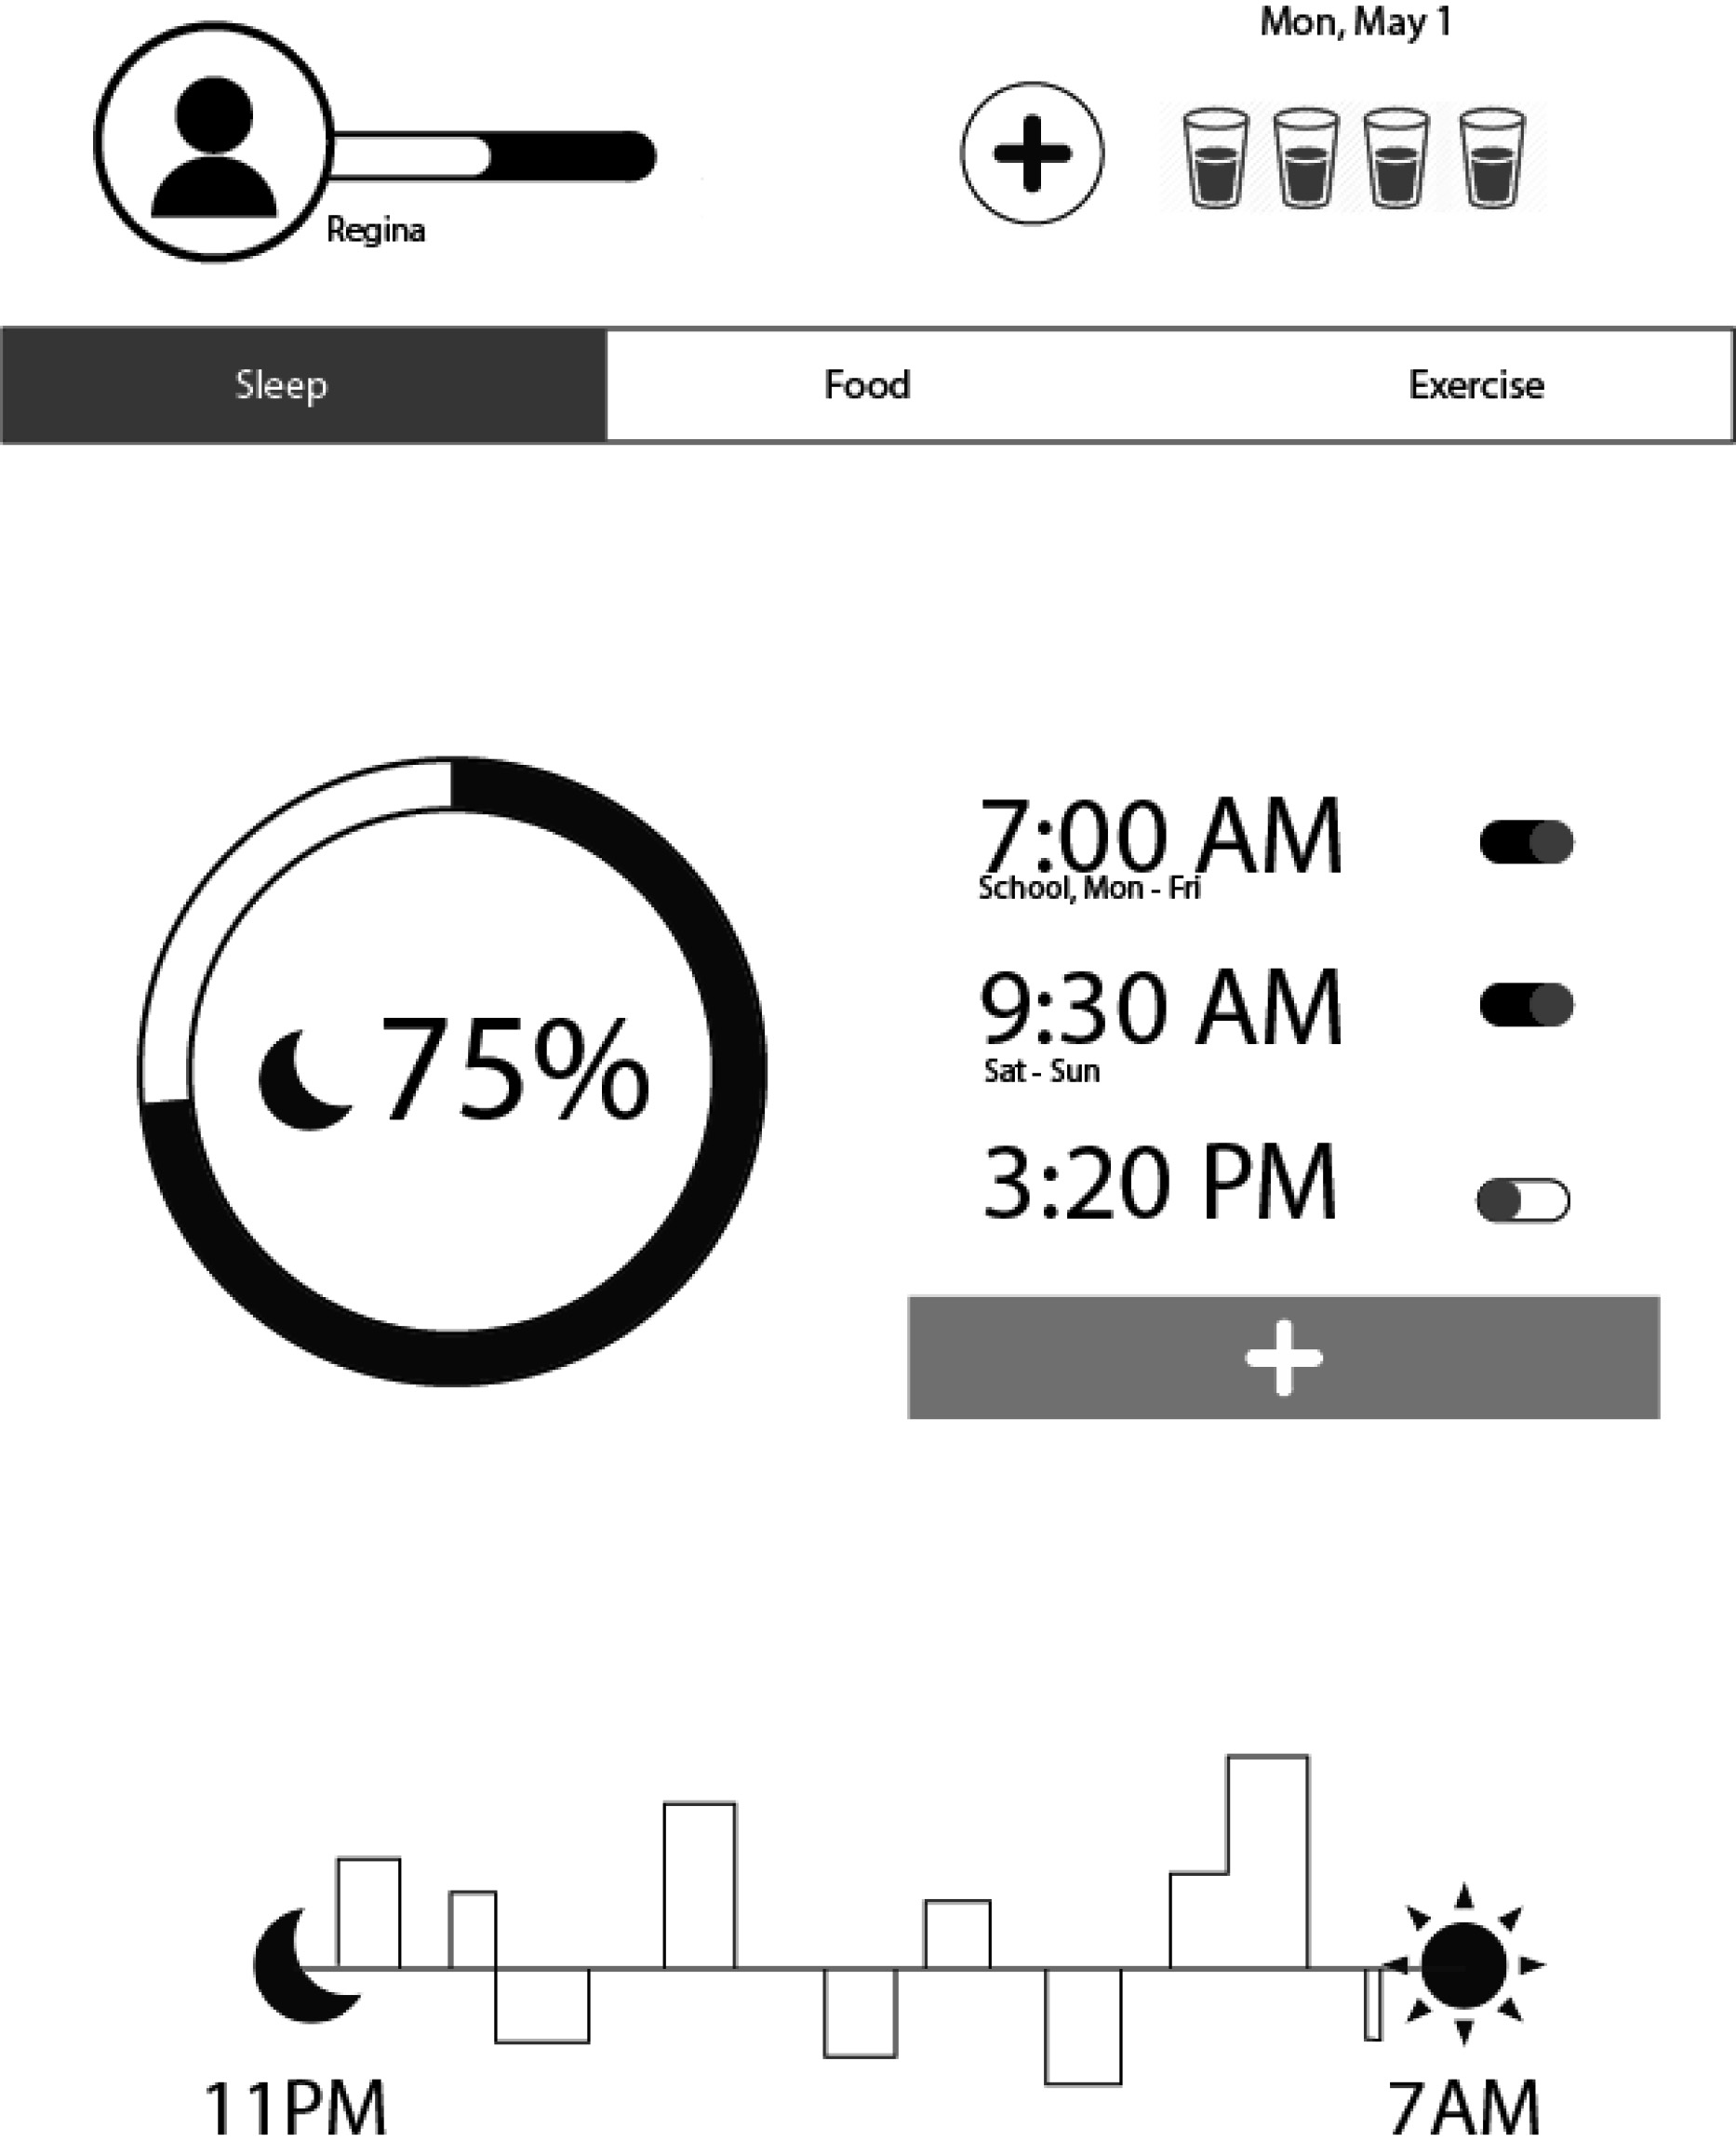 Mon, May 1
Regina
Sleep
Food
Exercise
75%
7:00 AM
School, Mon - Fri
9:30 AM
Sat - Sun
3:20 PM
11PM
7AM